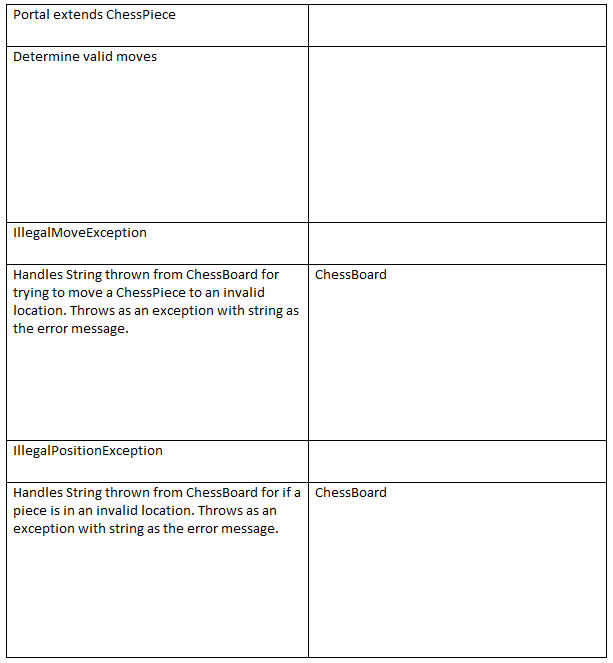 Portal extends ChessPiece
Determine valid moves
IllegalMoveException
Handles String thrown from ChessBoard for
trying to move a ChessPiece to an invalid
location. Throws as an exception with string as
the error message.
ChessBoard
IllegalPositionException
Handles String thrown from ChessBoard for if a
piece is in an invalid location. Throws as an
exception with string as the error message.
ChessBoard